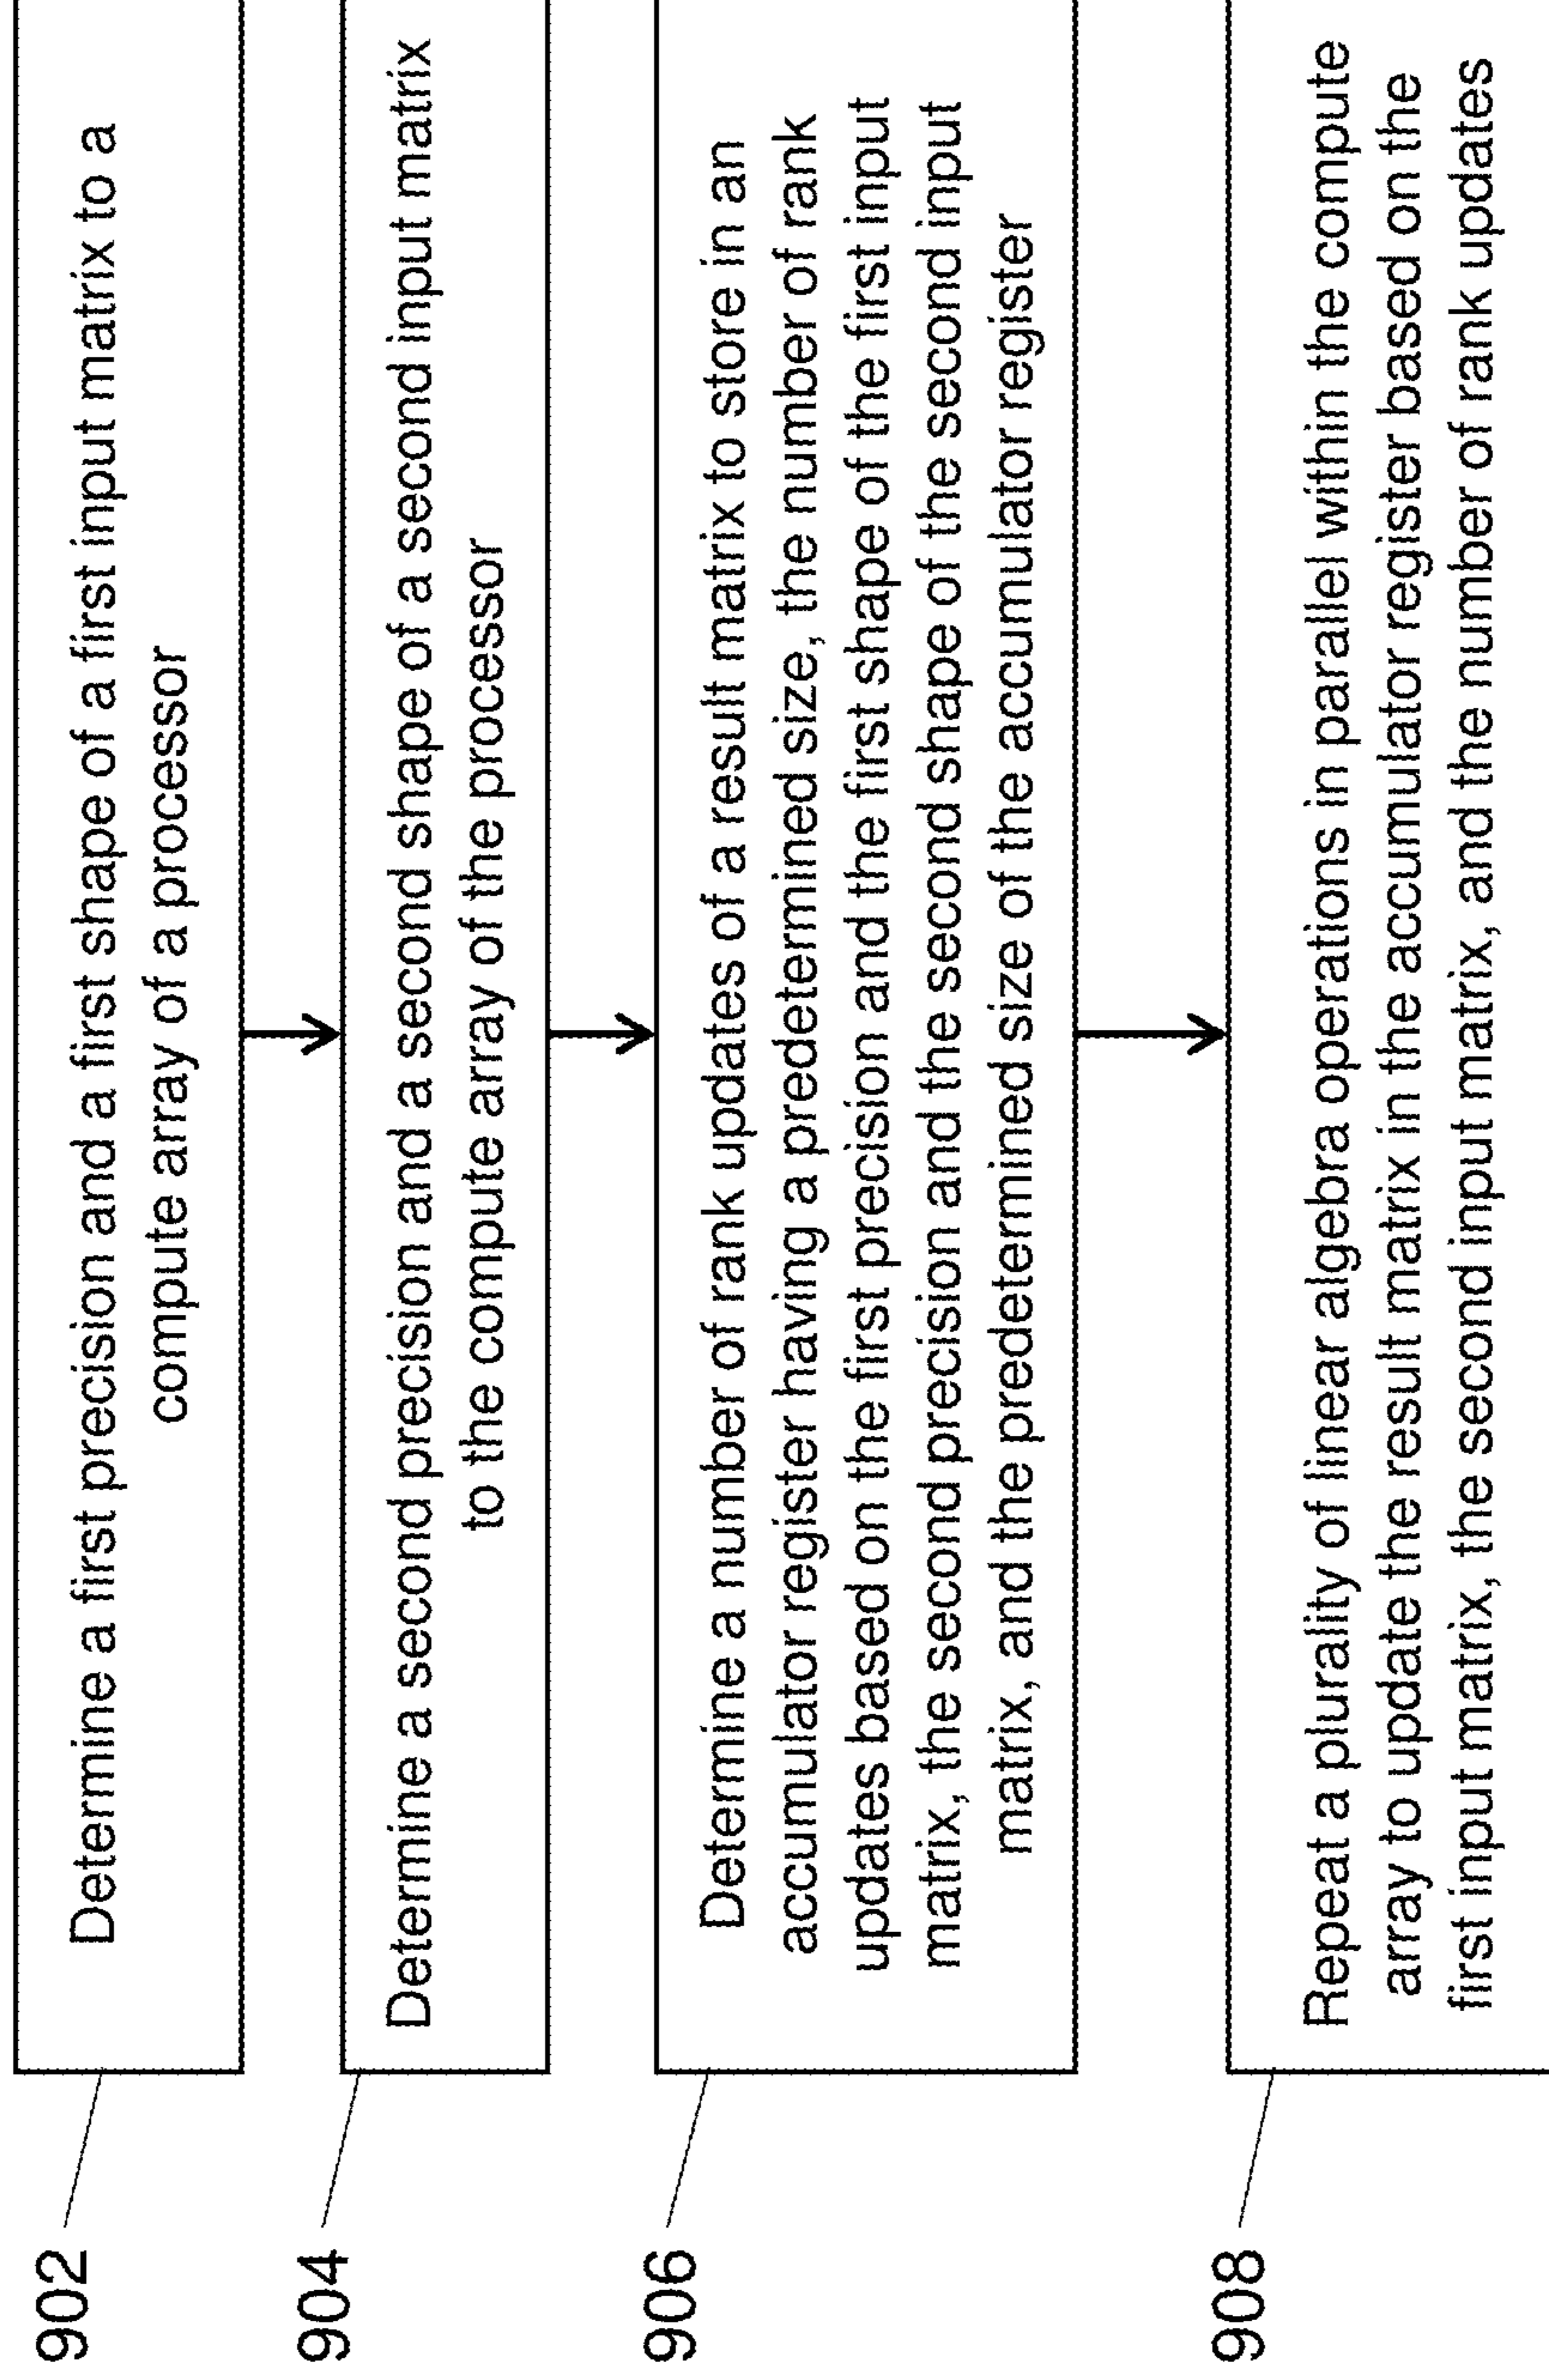 902
Determine a first precision and a first shape of a first input matrix to a
compute array of a processor
904
Determine a second precision and a second shape of a second input matrix
to the compute array of the processor
906
Determine a number of rank updates of a result matrix to store in an
accumulator register having a predetermined size, the number of rank
updates based on the first precision and the first shape of the first input
matrix, the second precision and the second shape of the second input
matrix, and the predetermined size of the accumulator register
908
Repeat a plurality of linear algebra operations in parallel within the compute
array to update the result matrix in the accumulator register based on the
first input matrix, the second input matrix, and the number of rank updates